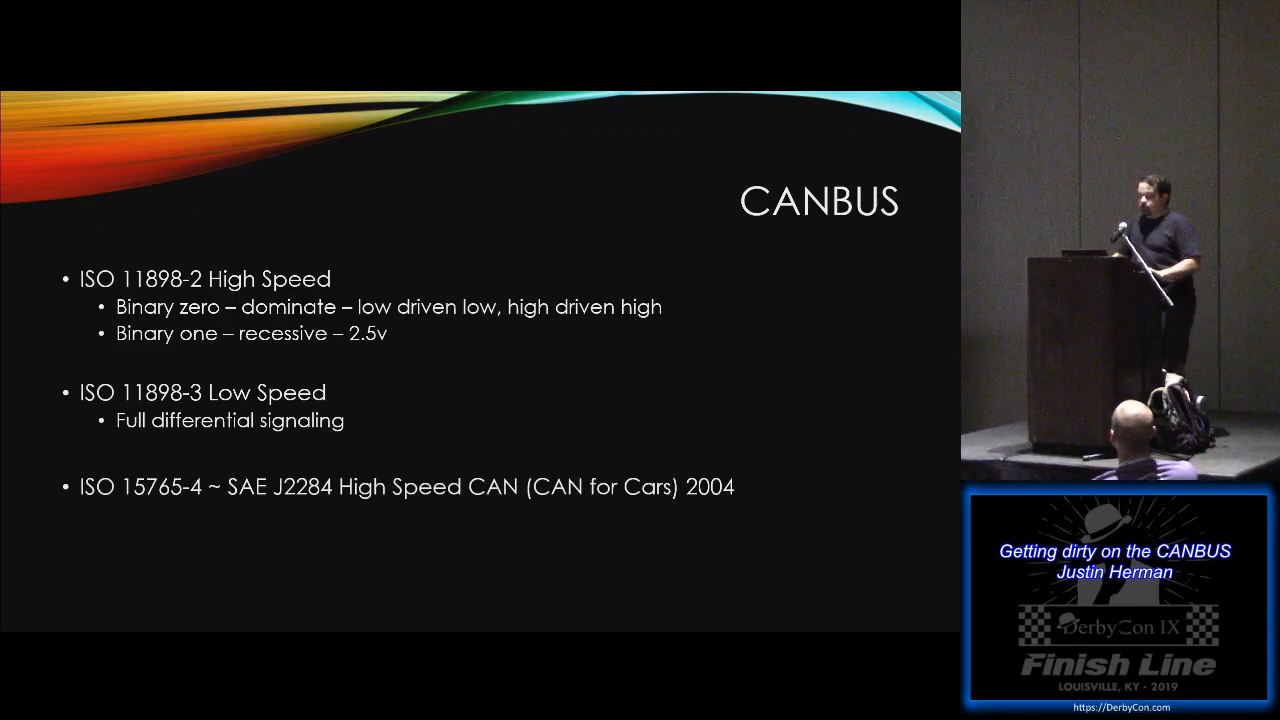 CANBUS
• ISO 11898-2 High Speed
• Binary zero – dominate – low driven low, high driven high
• Binary one – recessive – 2.5v
• ISO 11898-3 Low Speed
• Full differential signaling
• ISO 15765-4 ~ SAE J2284 High Speed CAN (CAN for Cars) 2004
Getting dirty on the CANBUS
Justin Herman
DerbyCon IX
Finish Line
LOUISVILLE, KY - 2019
https://DerbyCon.com